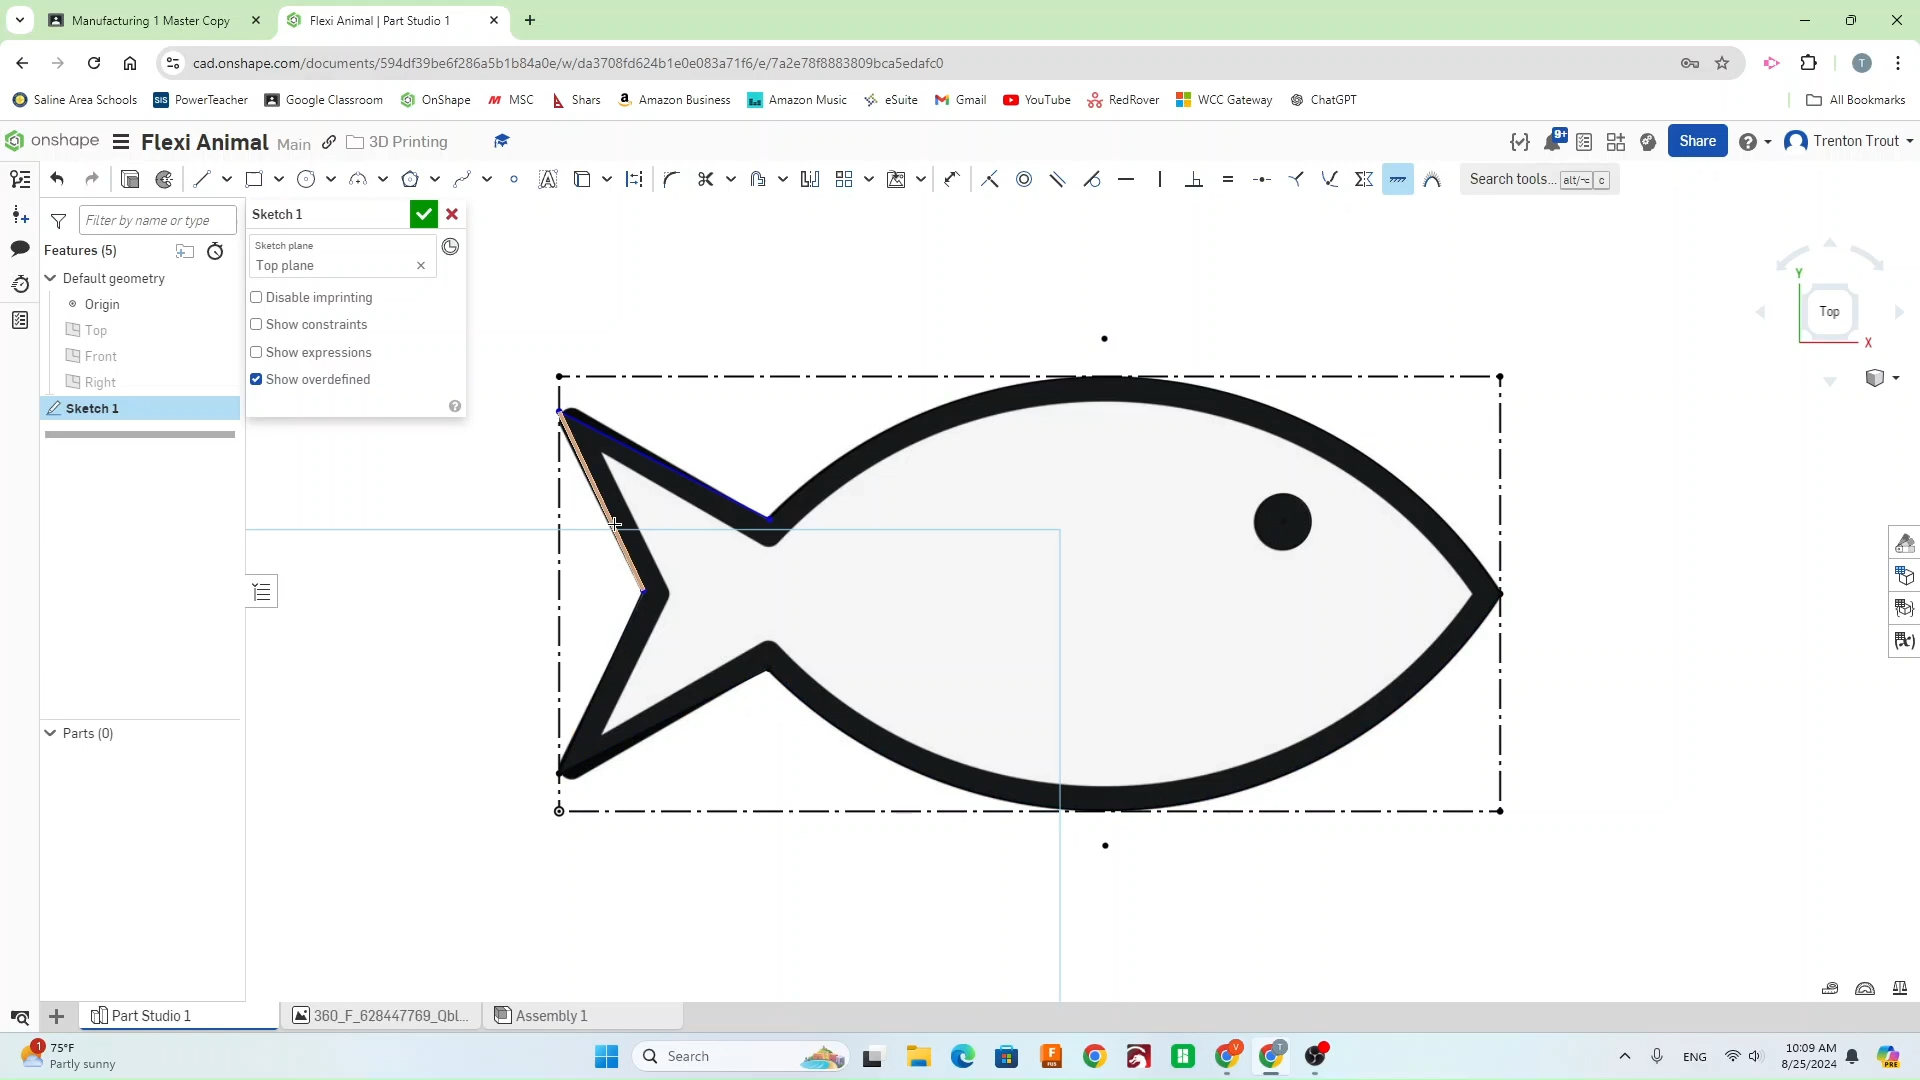 Manufacturing 1 Master Copy
Flexi Animal | Part Studio 1
cad.onshape.com/documents/594df39be6f286a5b1b84a0e/w/da3708fd624b1e0e083a71f6/e/7a2e78f8883809bca5edafc0
T
Saline Area Schools
SIS PowerTeacher
Google Classroom
OnShape
MSC
Shars
Amazon Business
Amazon Music
eSuite
Gmail
YouTube
RedRover
WCC Gateway
ChatGPT
All Bookmarks
onshape
Flexi Animal Main
3D Printing
9+
Share
Trenton Trout
Search tools... alt/⌥ c
Filter by name or type
Features (5)
Default geometry
Origin
Top
Front
Right
Sketch 1
Parts (0)
Sketch 1
Sketch plane
Top plane
Disable imprinting
Show constraints
Show expressions
Show overdefined
Y
Top
X
Part Studio 1
360_F_628447769_Qbl...
Assembly 1
1
75°F
Partly sunny
Search
ENG
10:09 AM
8/25/2024